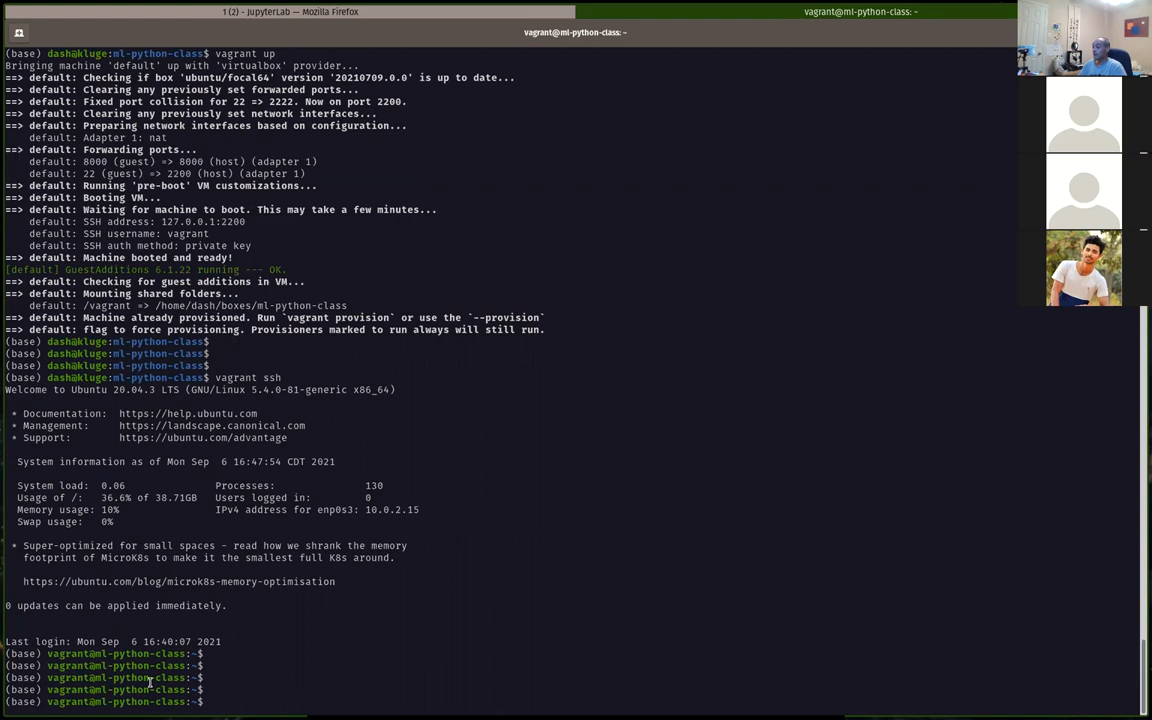 1 (2) - JupyterLab — Mozilla Firefox
vagrant@ml-python-class: ~
vagrant@ml-python-class: ~
(base) dash@kluge:ml-python-class$ vagrant up
Bringing machine 'default' up with 'virtualbox' provider...
==> default: Checking if box 'ubuntu/focal64' version '20210709.0.0' is up to date...
==> default: Clearing any previously set forwarded ports...
==> default: Fixed port collision for 22 => 2222. Now on port 2200.
==> default: Clearing any previously set network interfaces...
==> default: Preparing network interfaces based on configuration...
    default: Adapter 1: nat
==> default: Forwarding ports...
    default: 8000 (guest) => 8000 (host) (adapter 1)
    default: 22 (guest) => 2200 (host) (adapter 1)
==> default: Running 'pre-boot' VM customizations...
==> default: Booting VM...
==> default: Waiting for machine to boot. This may take a few minutes...
    default: SSH address: 127.0.0.1:2200
    default: SSH username: vagrant
    default: SSH auth method: private key
==> default: Machine booted and ready!
[default] GuestAdditions 6.1.22 running --- OK.
==> default: Checking for guest additions in VM...
==> default: Mounting shared folders...
    default: /vagrant => /home/dash/boxes/ml-python-class
==> default: Machine already provisioned. Run `vagrant provision` or use the `--provision`
==> default: flag to force provisioning. Provisioners marked to run always will still run.
(base) dash@kluge:ml-python-class$
(base) dash@kluge:ml-python-class$
(base) dash@kluge:ml-python-class$
(base) dash@kluge:ml-python-class$ vagrant ssh
Welcome to Ubuntu 20.04.3 LTS (GNU/Linux 5.4.0-81-generic x86_64)
* Documentation:  https://help.ubuntu.com
* Management:     https://landscape.canonical.com
* Support:        https://ubuntu.com/advantage
System information as of Mon Sep  6 16:47:54 CDT 2021
System load:  0.06               Processes:               130
Usage of /:   36.6% of 38.71GB   Users logged in:         0
Memory usage: 10%                IPv4 address for enp0s3: 10.0.2.15
Swap usage:   0%
* Super-optimized for small spaces - read how we shrank the memory
footprint of MicroK8s to make it the smallest full K8s around.
https://ubuntu.com/blog/microk8s-memory-optimisation
0 updates can be applied immediately.
Last login: Mon Sep  6 16:40:07 2021
(base) vagrant@ml-python-class:~$
(base) vagrant@ml-python-class:~$
(base) vagrant@ml-python-class:~$
(base) vagrant@ml-python-class:~$
(base) vagrant@ml-python-class:~$